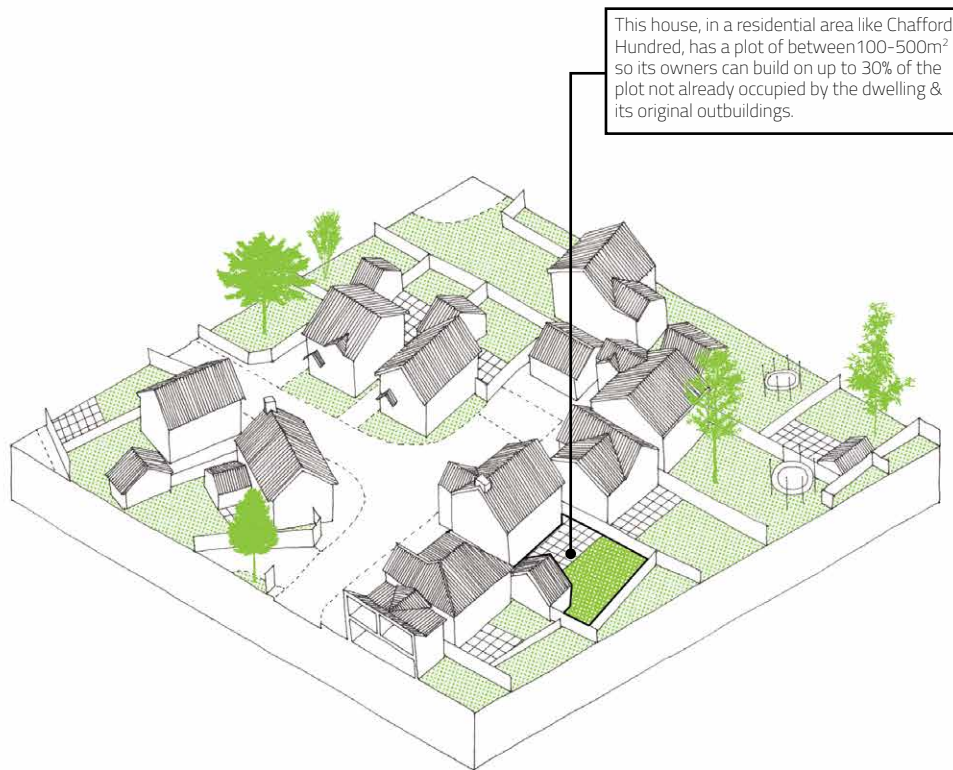 This house, in a residential area like Chafford
Hundred, has a plot of between100-500m²
so its owners can build on up to 30% of the
plot not already occupied by the dwelling &
its original outbuildings.